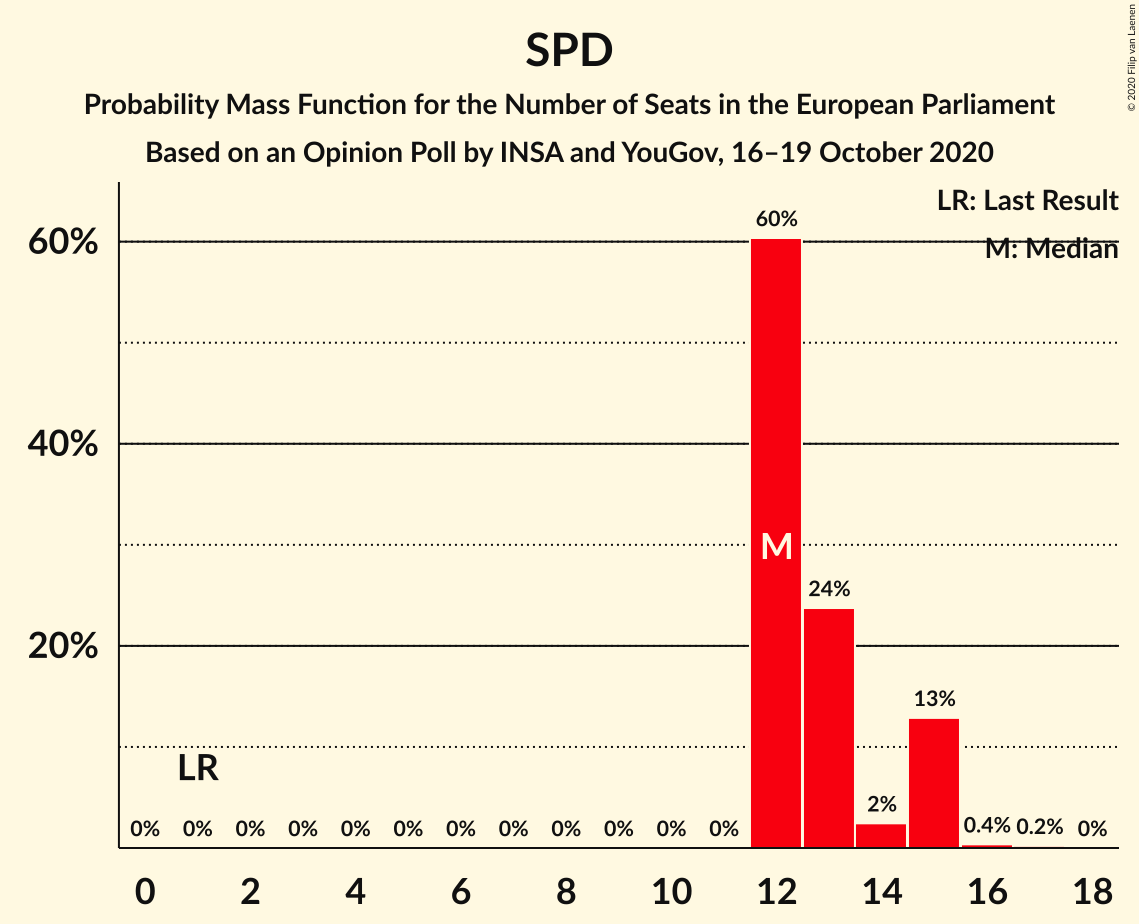 SPD
Probability Mass Function for the Number of Seats in the European Parliament
Based on an Opinion Poll by INSA and YouGov, 16–19 October 2020
© 2020 Filip van Laenen
LR: Last Result
M: Median
60%
40%
20%
60%
M
24%
13%
2%
LR
0% 0% 0% 0% 0% 0% 0% 0% 0% 0% 0% 0% 0.4% 0.2% 0%
0 2 4 6 8 10 12 14 16 18